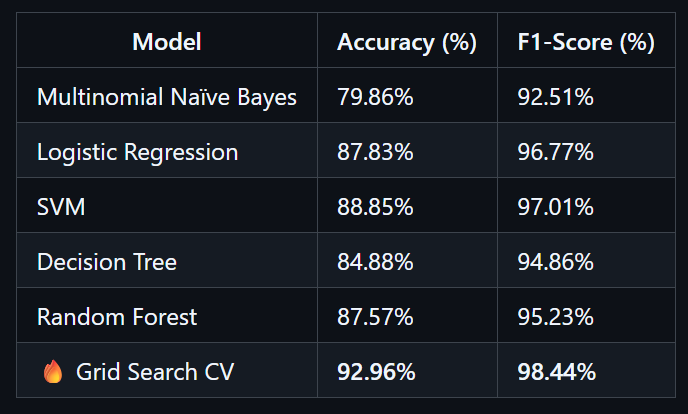 Model Accuracy (%) F1-Score (%)
Multinomial Naïve Bayes 79.86% 92.51%
Logistic Regression 87.83% 96.77%
SVM 88.85% 97.01%
Decision Tree 84.88% 94.86%
Random Forest 87.57% 95.23%
🔥 Grid Search CV 92.96% 98.44%